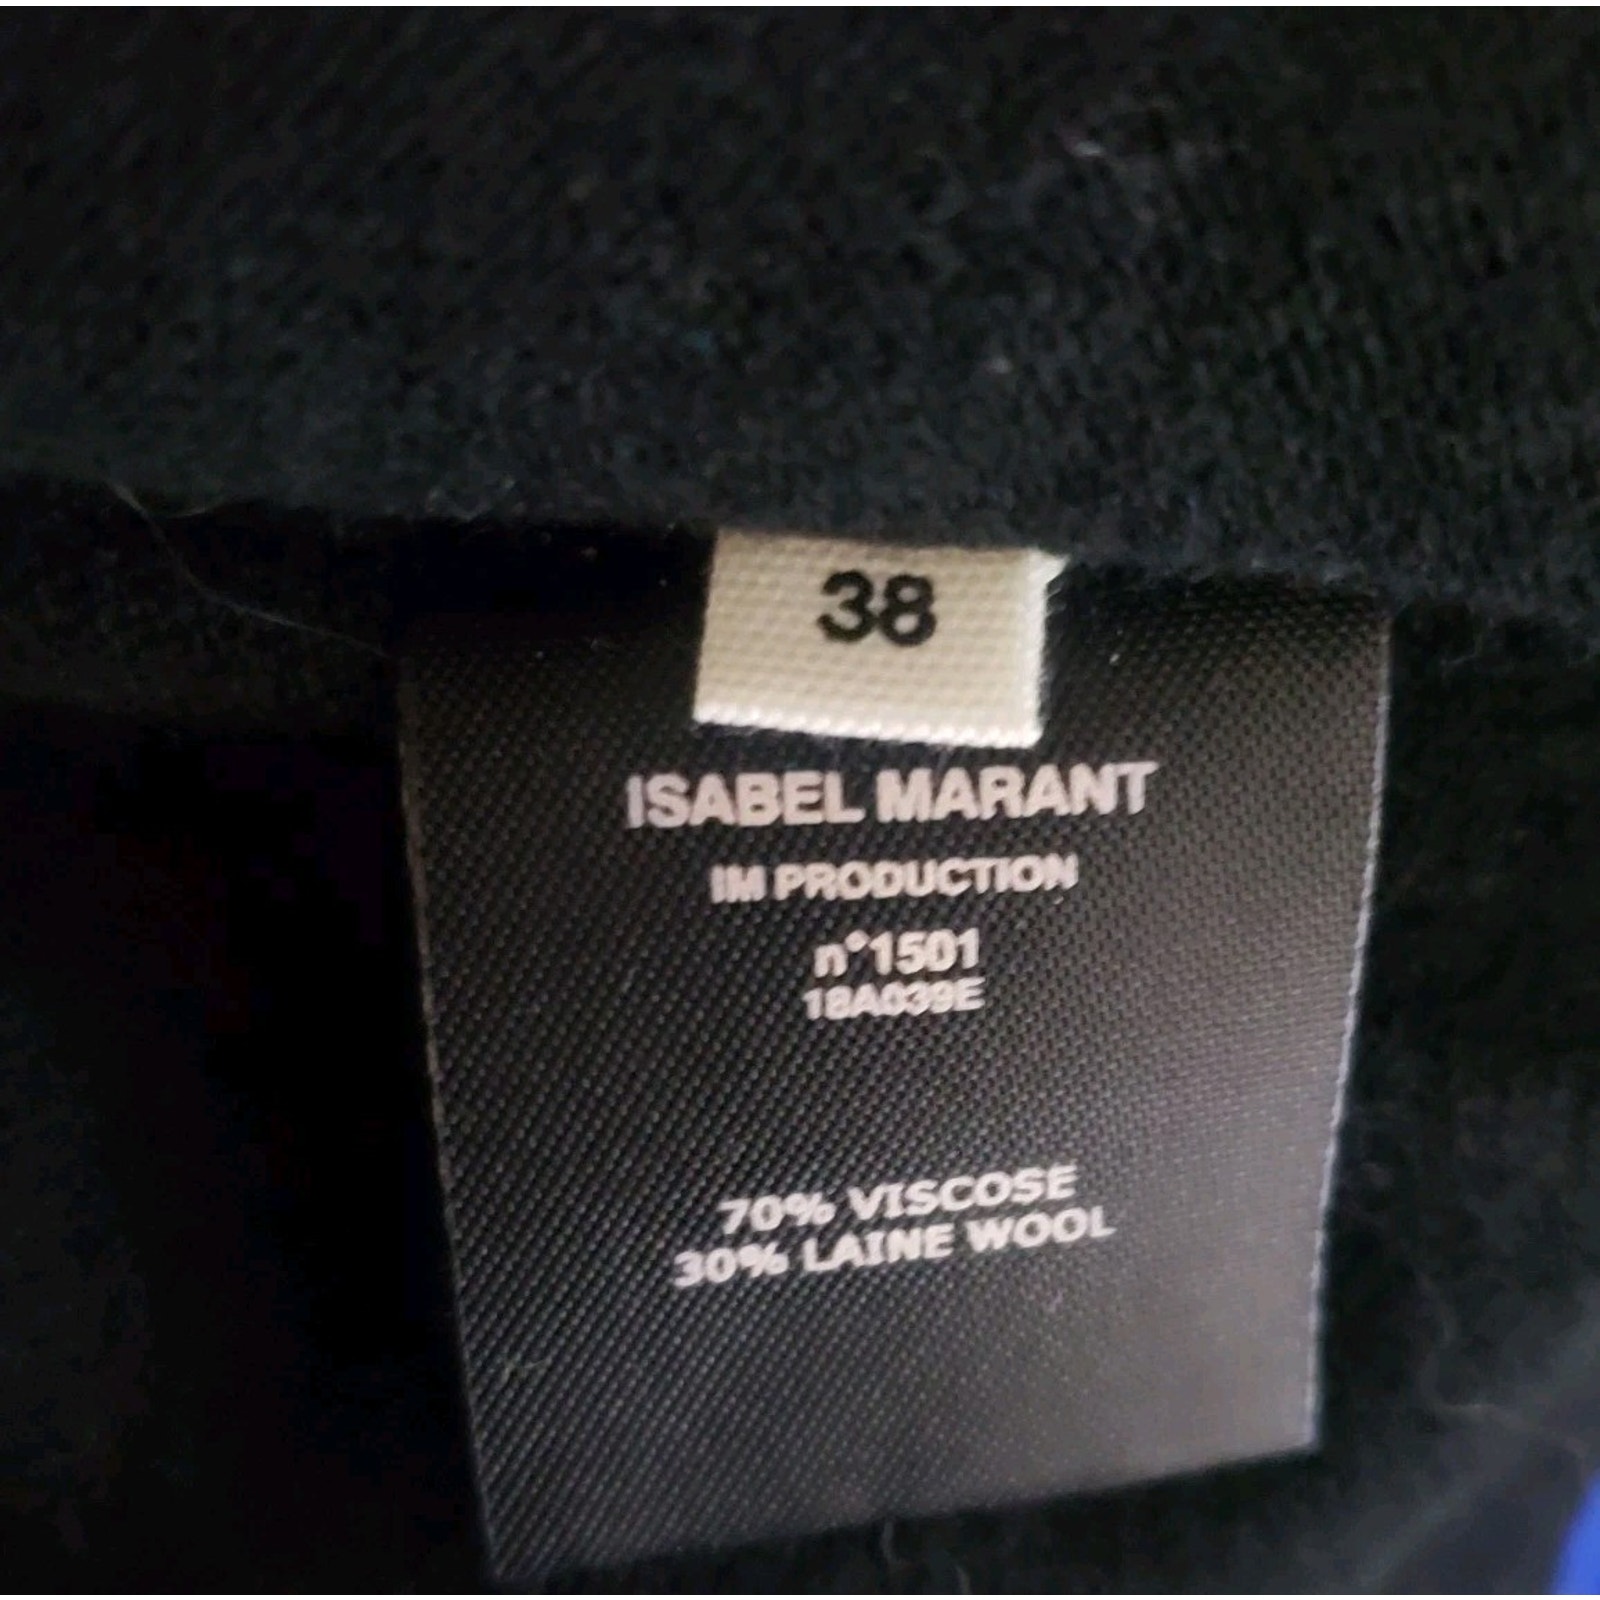 38
ISABEL MARANT
IM PRODUCTION
n°1501
18A039E
70% VISCOSE
30% LAINE WOOL